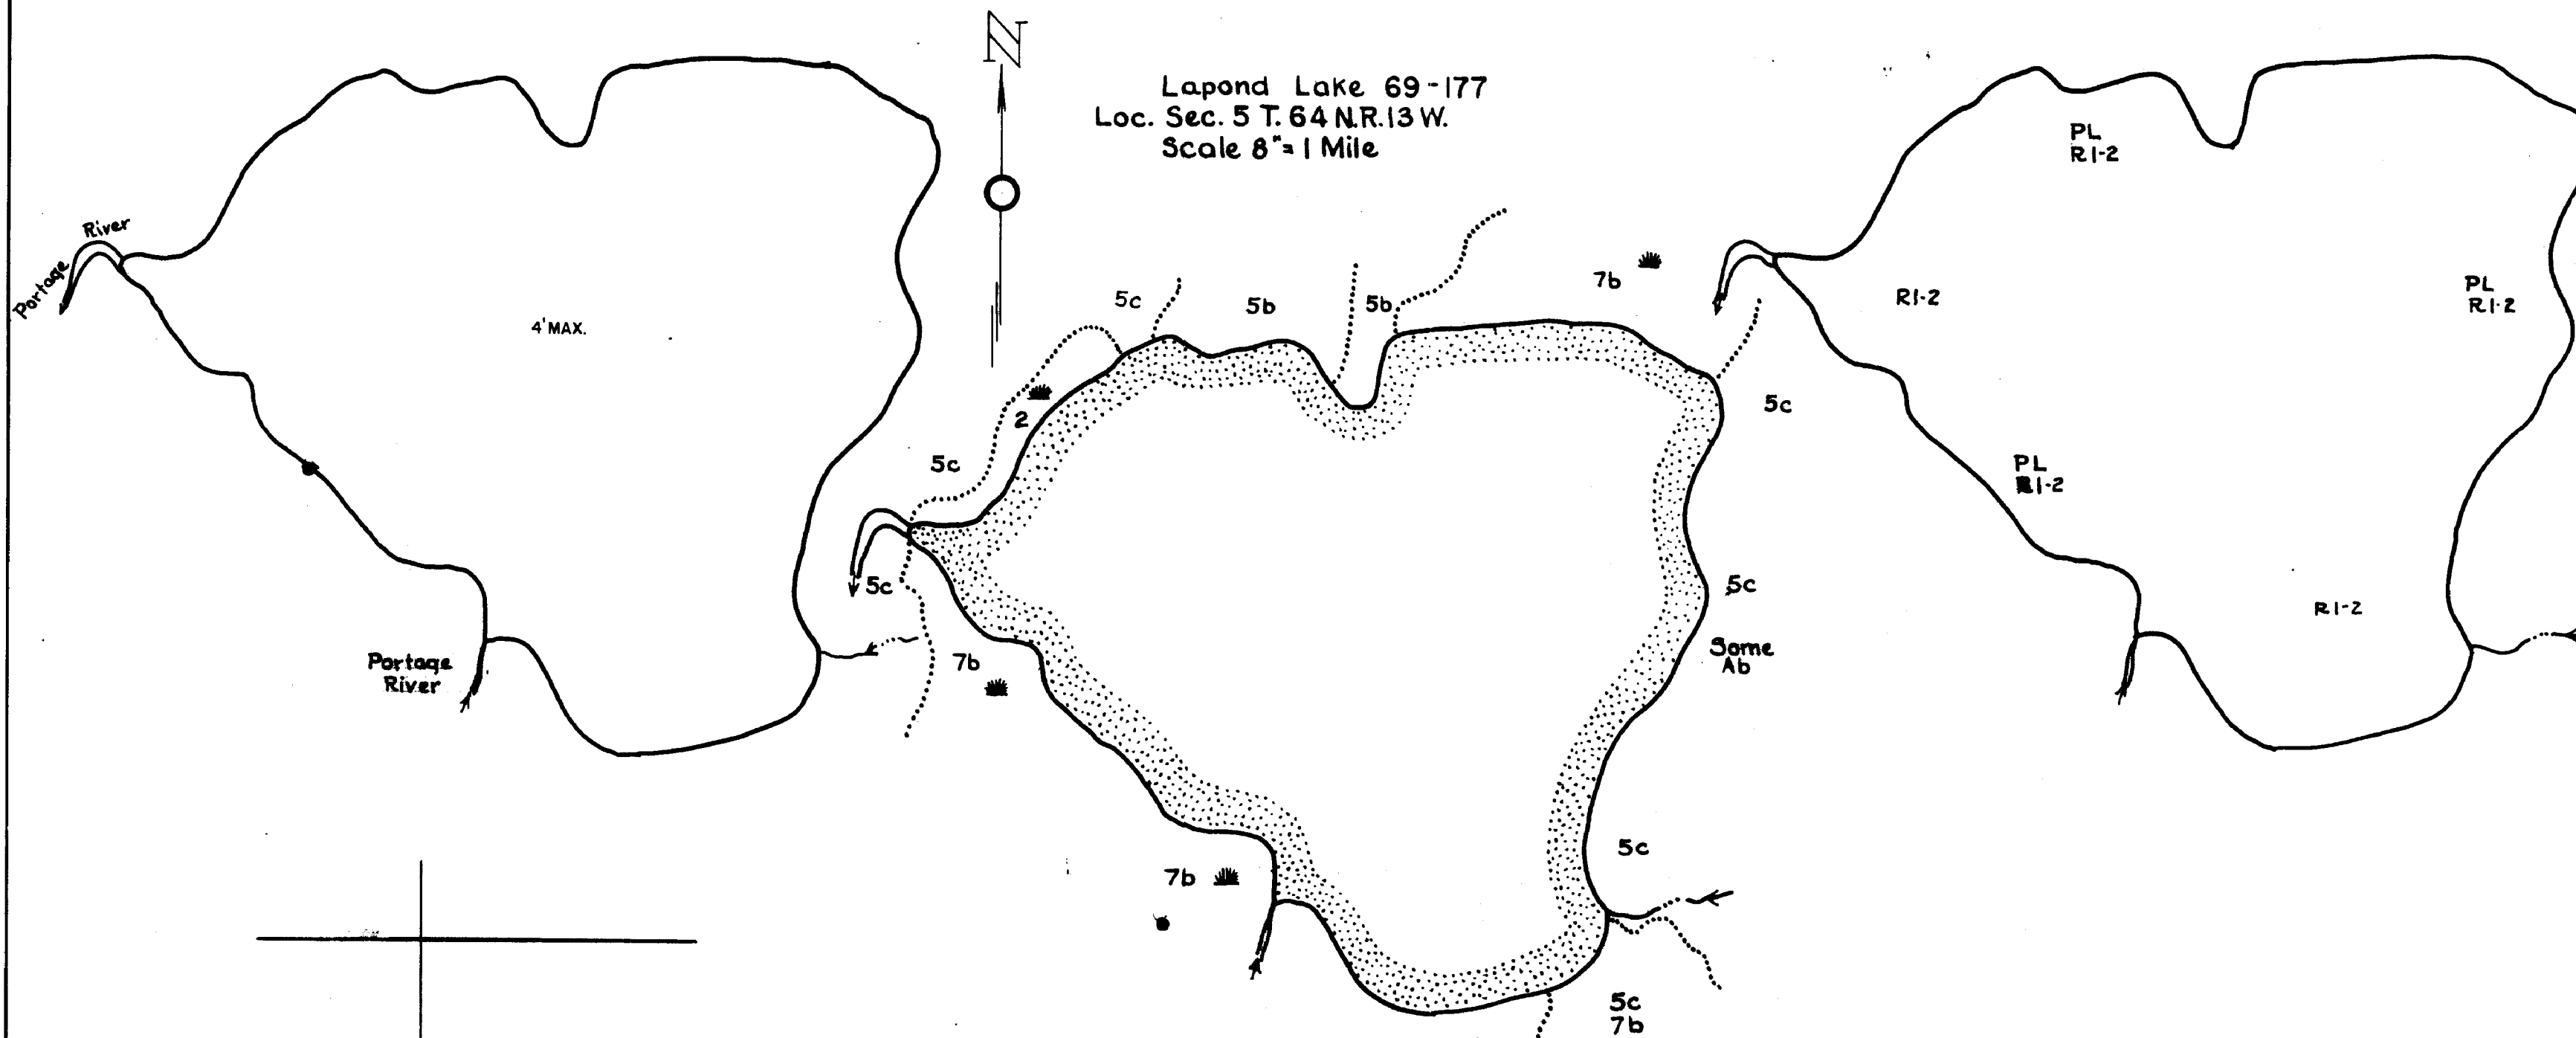 N
Lapond Lake 69-177
Loc. Sec. 5 T. 64 N.R.13 W.
Scale 8"= 1 Mile
River
Portage
4' MAX.
Portage
River
5c
5b
5b
7b
2
5c
5c
5c
5c
Some
Ab
7b
7b
5c
5c
7b
PL
R1-2
R1-2
PL
R1-2
PL
R1-2
R1-2